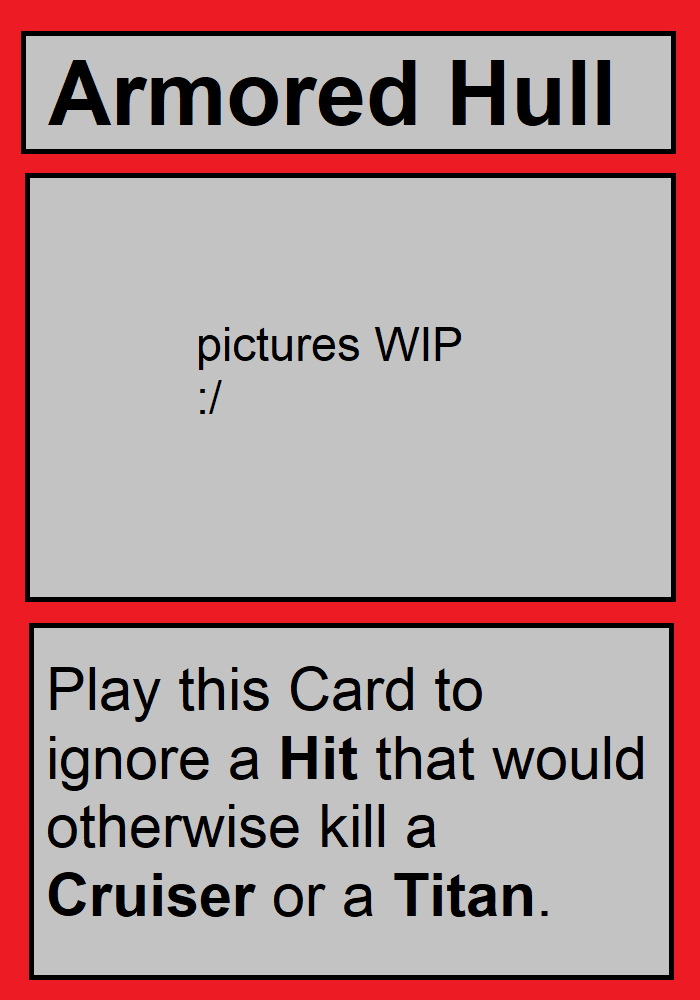 Armored Hull
pictures WIP
:/
Play this Card to
ignore a Hit that would
otherwise kill a
Cruiser or a Titan.